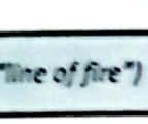 "line of fire")